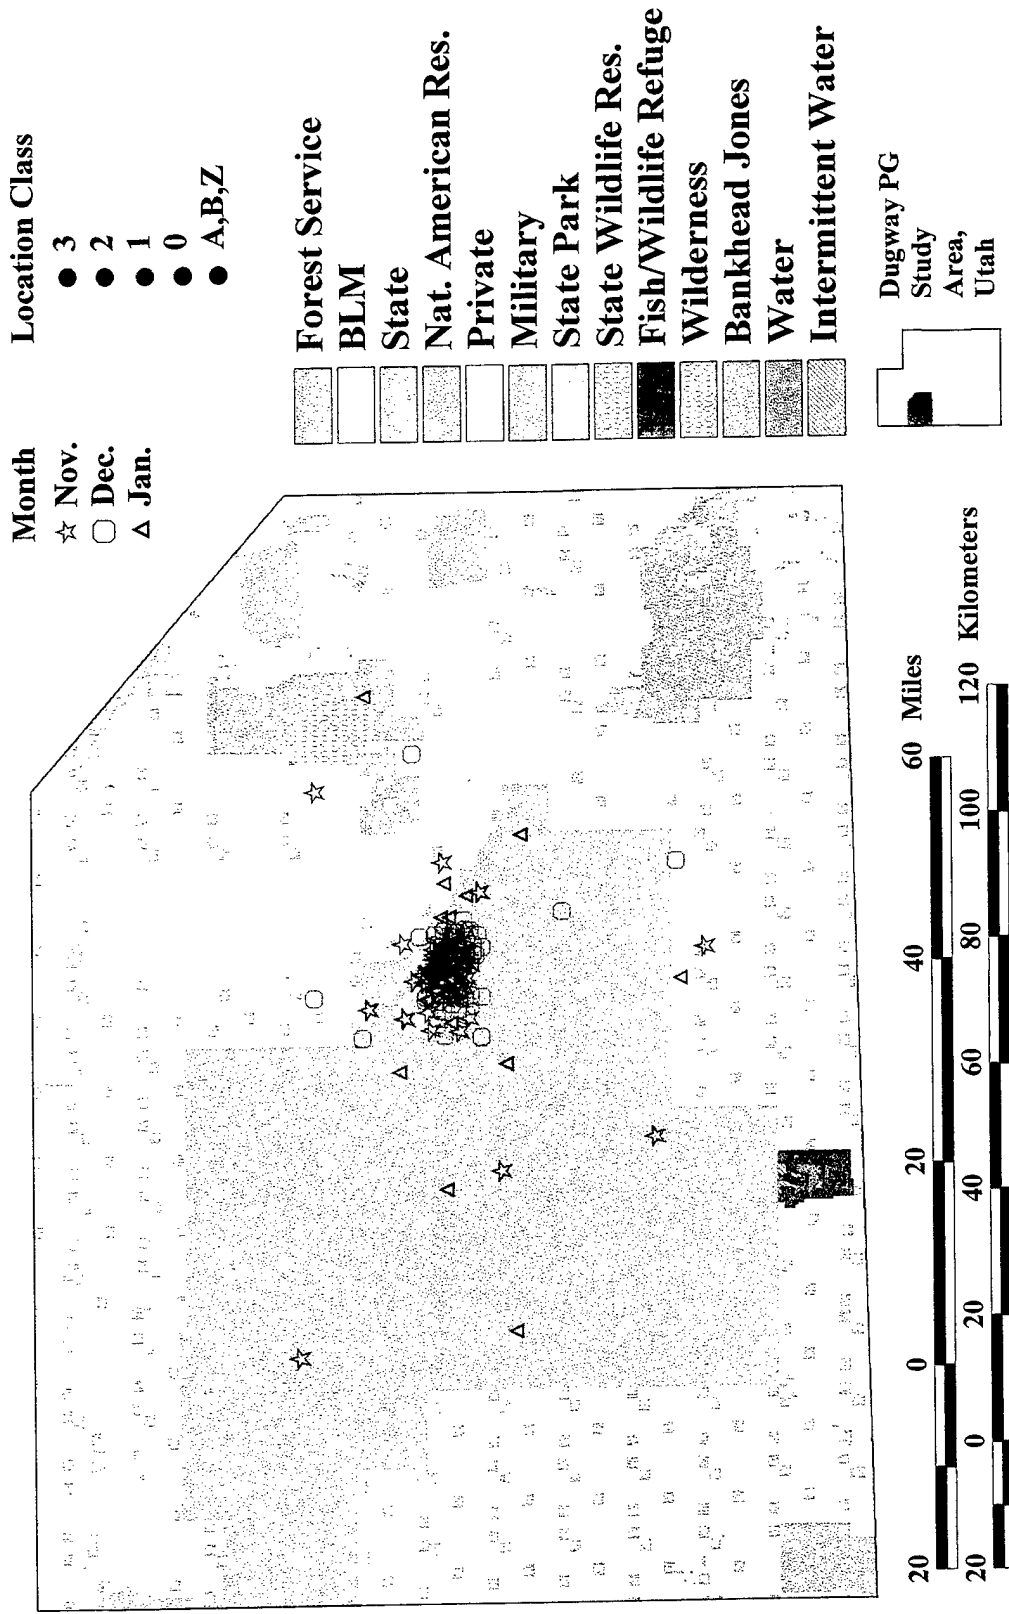 Month
Nov.
Dec.
Jan.
Location Class
3
2
1
0
A,B,Z
Forest Service
BLM
State
Nat. American Res.
Private
Military
State Park
State Wildlife Res.
Fish/Wildlife Refuge
Wilderness
Bankhead Jones
Water
Intermittent Water
Dugway PG
Study
Area,
Utah
20 0 20 40 60 Miles
20 0 20 40 60 80 100 120 Kilometers